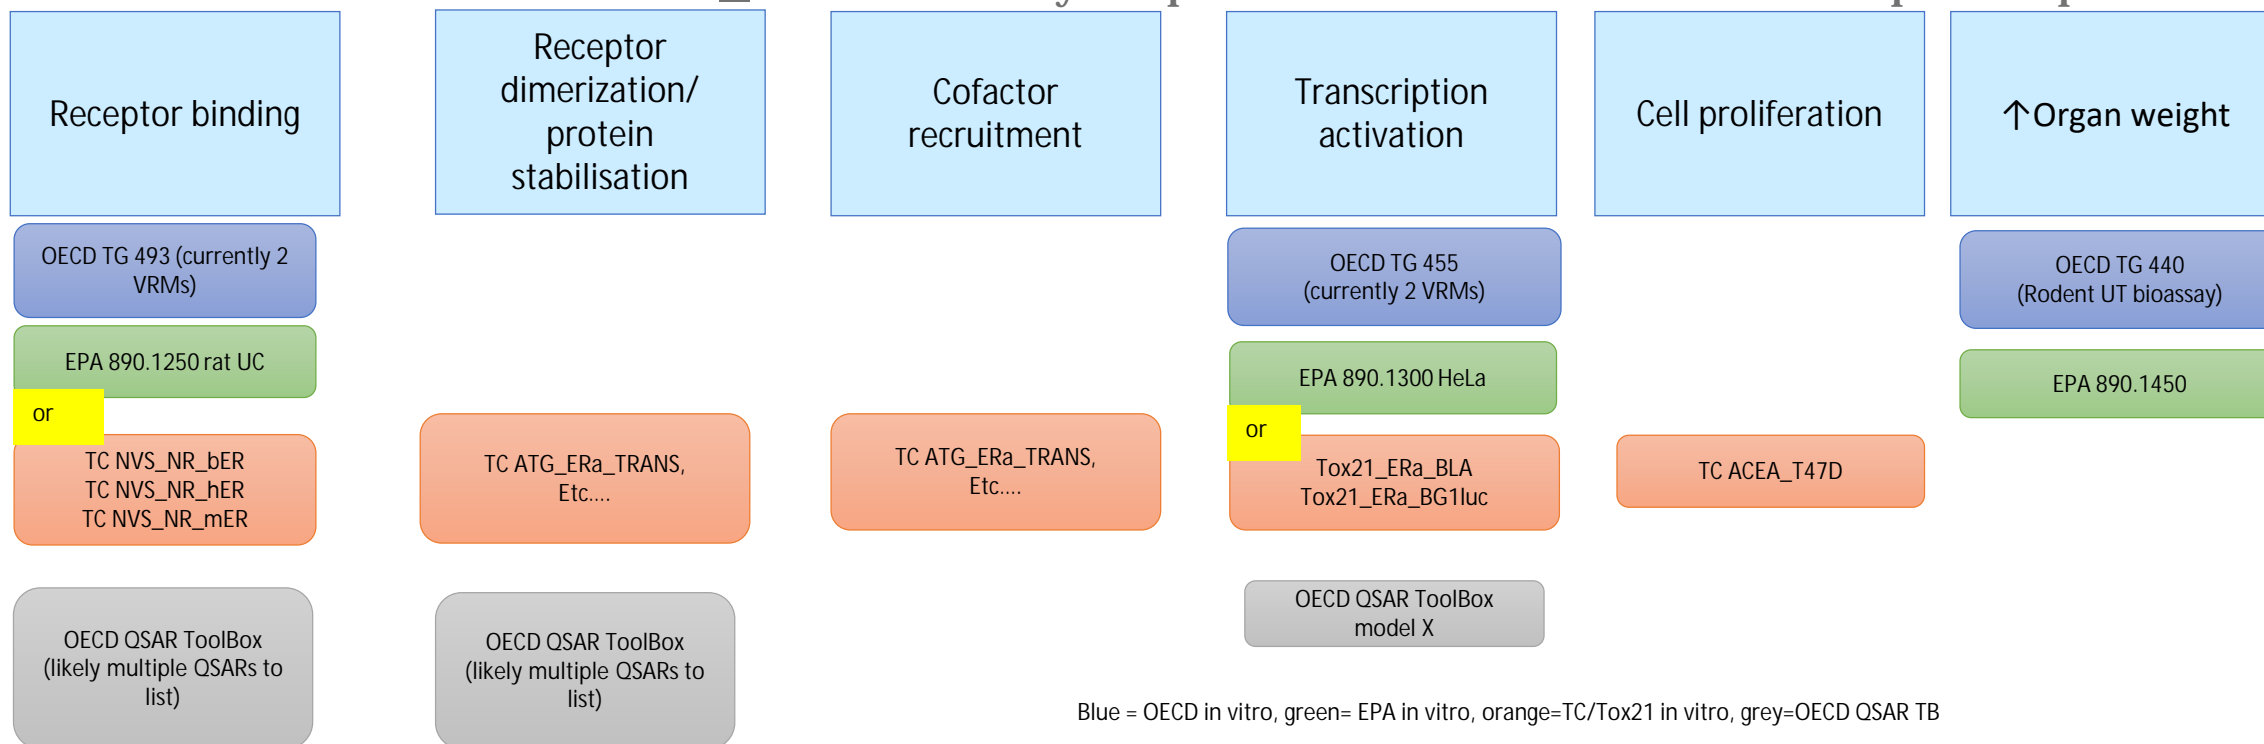 Receptor binding
Receptor
dimerization/
protein
stabilisation
Cofactor
recruitment
Transcription
activation
Cell proliferation
↑Organ weight
OECD TG 493 (currently 2
VRMs)
OECD TG 455
(currently 2 VRMs)
OECD TG 440
(Rodent UT bioassay)
EPA 890.1250 rat UC
EPA 890.1300 HeLa
EPA 890.1450
or
or
TC NVS_NR_bER
TC NVS_NR_hER
TC NVS_NR_mER
TC ATG_ERa_TRANS,
Etc....
TC ATG_ERa_TRANS,
Etc....
Tox21_ERa_BLA
Tox21_ERa_BG1luc
TC ACEA_T47D
OECD QSAR ToolBox
(likely multiple QSARs to
list)
OECD QSAR ToolBox
(likely multiple QSARs to
list)
OECD QSAR ToolBox
model X
Blue = OECD in vitro, green= EPA in vitro, orange=TC/Tox21 in vitro, grey=OECD QSAR TB